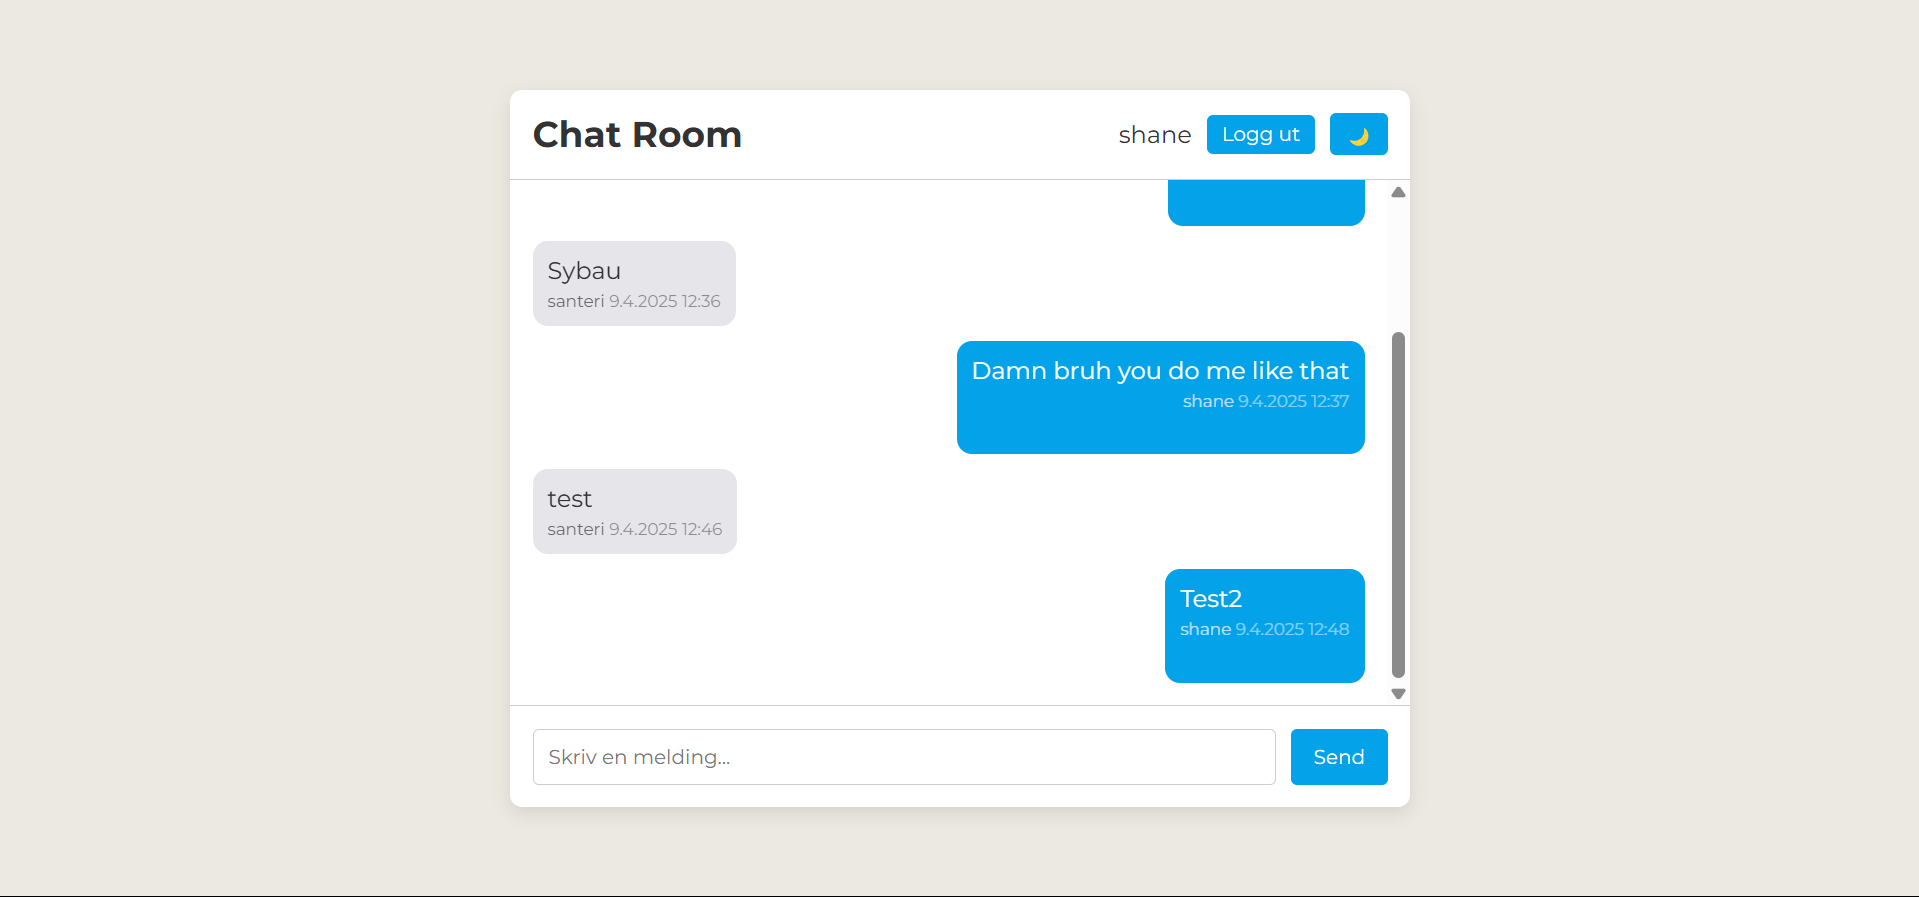 Chat Room
shane
Logg ut
Sybau
santeri 9.4.2025 12:36
Damn bruh you do me like that
shane 9.4.2025 12:37
test
santeri 9.4.2025 12:46
Test2
shane 9.4.2025 12:48
Skriv en melding...
Send